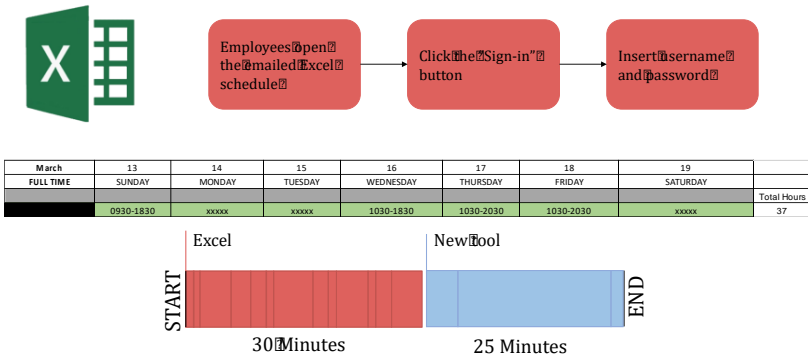 X
Employees open
the emailed Excel
schedule
Click the "Sign-in"
button
Insert username
and password
March 13 14 15 16 17 18 19
FULL TIME SUNDAY MONDAY TUESDAY WEDNESDAY THURSDAY FRIDAY SATURDAY
Total Hours
0930-1830 xxxxx xxxxx 1030-1830 1030-2030 1030-2030 xxxxx 37
Excel New tool
START
END
30 Minutes 25 Minutes